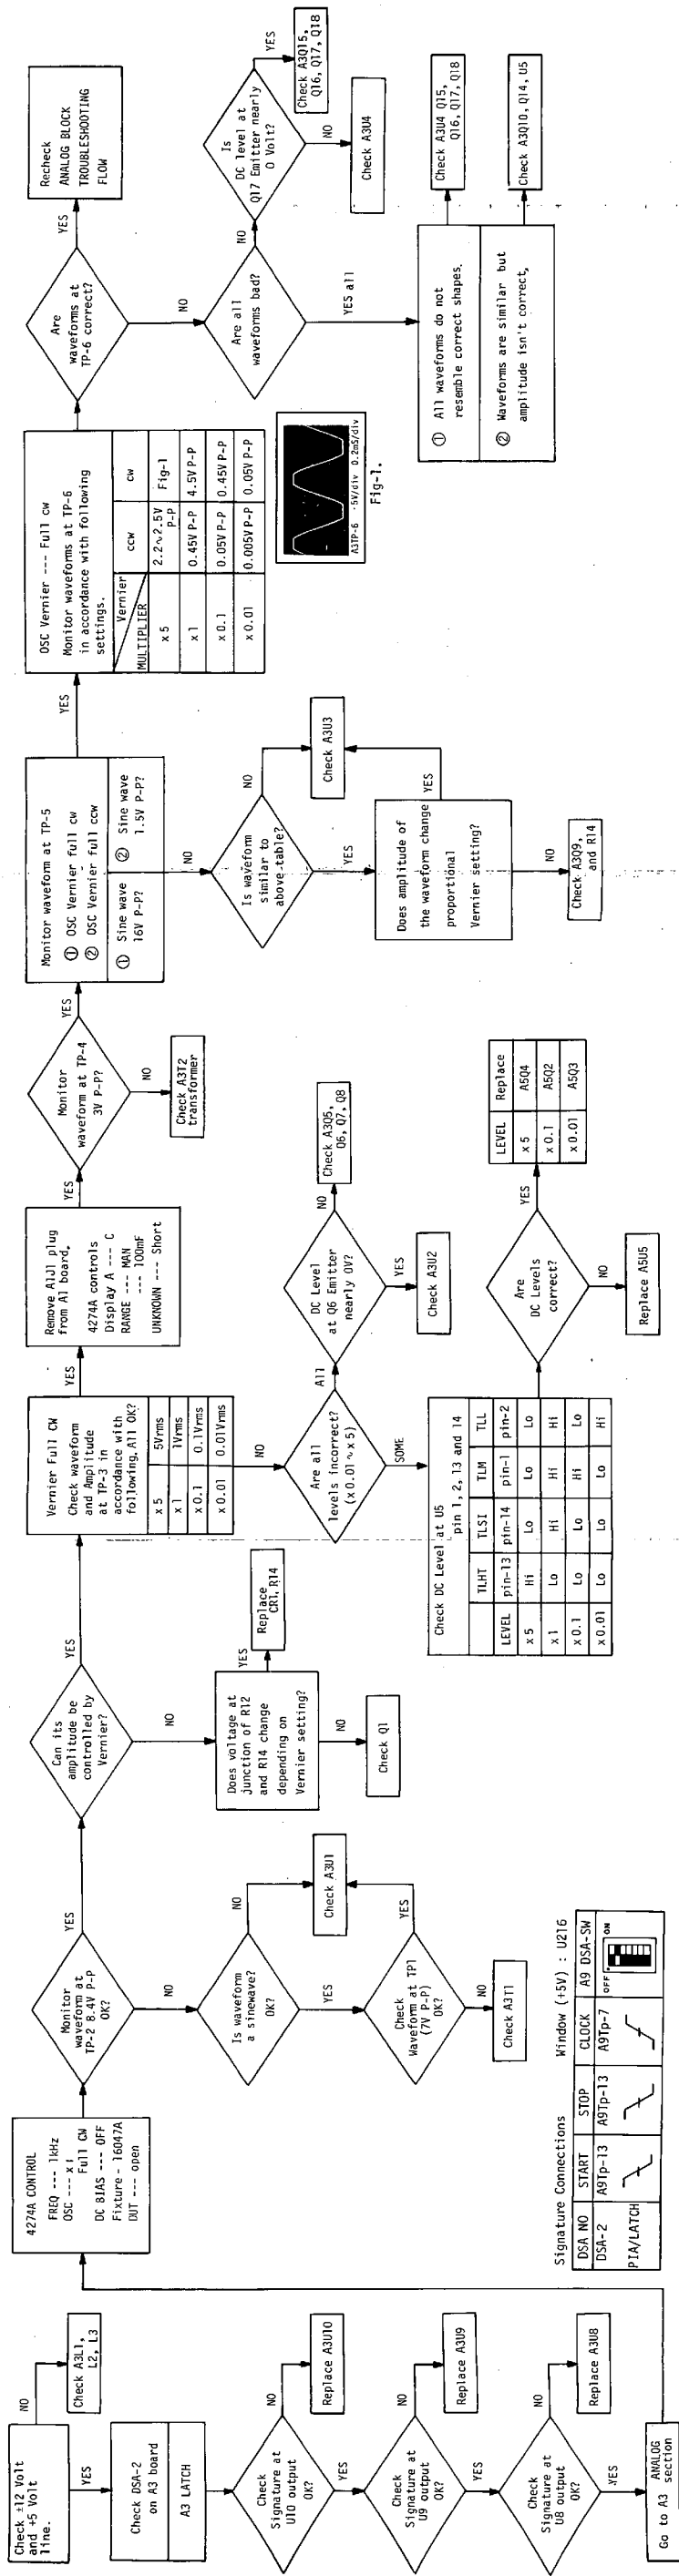 Check ±12 Volt
and +5 Volt
line.
NO
Check A3L1,
L2, L3
YES
Check DSA-2
on A3 board
A3 LATCH
Check
Signature at
U10 output
OK?
NO
Replace A3U10
YES
Check
Signature at
U9 output
OK?
NO
Replace A3U9
YES
Check
Signature at
U8 output
OK?
NO
Replace A3U8
YES
Go to A3 ANALOG
section
4274A CONTROL
FREQ --- 1kHz
OSC --- x1
Full CW
DC BIAS --- OFF
Fixture - 16047A
DUT --- open
Monitor
waveform at
TP-2 8.4V P-P
OK?
YES
NO
Is waveform
a sinewave?
OK?
NO
Check A3U1
YES
Check
Waveform at TP1
(7V P-P)
OK?
YES
NO
Check A3T1
Signature Connections Window (+5V) : U216
DSA NO START STOP CLOCK A9 DSA-SW
DSA-2 A9Tp-13 A9Tp-13 A9Tp-7
PIA/LATCH
OFF ON
Can its
amplitude be
controlled by
Vernier?
YES
NO
Does voltage at
junction of R12
and R14 change
depending on
Vernier setting?
YES
Replace
CR1, R14
NO
Check Q1
Vernier Full CW
Check waveform
and Amplitude
at TP-3 in
accordance with
following. All OK?
x 5 5Vrms
x 1 1Vrms
x 0.1 0.1Vrms
x 0.01 0.01Vrms
YES
NO
Are all
levels incorrect?
(x 0.01 ~ x 5)
All
DC Level
at Q6 Emitter
nearly 0V?
NO
Check A3Q5,
Q6, Q7, Q8
YES
Check A3U2
SOME
Check DC Level at U5
pin 1, 2, 13 and 14
TLHT TLSI TLM TLL
LEVEL pin-13 pin-14 pin-1 pin-2
x 5 Hi Lo Lo Lo
x 1 Lo Hi Hi Hi
x 0.1 Lo Lo Hi Lo
x 0.01 Lo Lo Lo Hi
Are
DC Levels
correct?
YES
LEVEL Replace
x 5 A5Q4
x 0.1 A5Q2
x 0.01 A5Q3
NO
Replace A5U5
Remove A1J1 plug
from A1 board.
4274A controls
Display A --- C
RANGE --- MAN
--- 100mF
UNKNOWN --- Short
YES
Monitor
waveform at TP-4
3V P-P?
YES
NO
Check A3T2
transformer
Monitor waveform at TP-5
① OSC Vernier full cw
② OSC Vernier full ccw
① Sine wave ② Sine wave
16V P-P? 1.5V P-P?
YES
NO
Is waveform
similar to
above table?
NO
Check A3U3
YES
Does amplitude of
the waveform change
proportional
Vernier setting?
YES
NO
Check A3Q9,
and R14
OSC Vernier --- Full cw
Monitor waveforms at TP-6
in accordance with following
settings.
Vernier
MULTIPLIER ccw cw
x 5 2.2~2.5V P-P Fig-1
x 1 0.45V P-P 4.5V P-P
x 0.1 0.05V P-P 0.45V P-P
x 0.01 0.005V P-P 0.05V P-P
A3TP-6 .5V/div 0.2mS/div
Fig-1.
Are
waveforms at
TP-6 correct?
YES
Recheck
ANALOG BLOCK
TROUBLESHOOTING
FLOW
NO
Are all
waveforms bad?
NO
Is
DC level at
Q17 Emitter nearly
0 Volt?
YES
Check A3Q15,
Q16, Q17, Q18
NO
Check A3U4
YES all
① All waveforms do not
resemble correct shapes.
Check A3U4 Q15,
Q16, Q17, Q18
② Waveforms are similar but
amplitude isn't correct,
Check A3Q10, Q14, U5